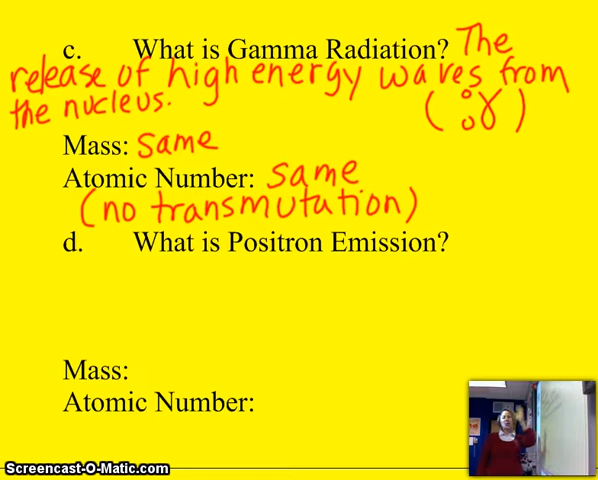 c. What is Gamma Radiation? The
release of high energy waves from
the nucleus. (⁰₀γ)
Mass: same
Atomic Number: same
(no transmutation)
d. What is Positron Emission?
Mass:
Atomic Number:
Screencast-O-Matic.com